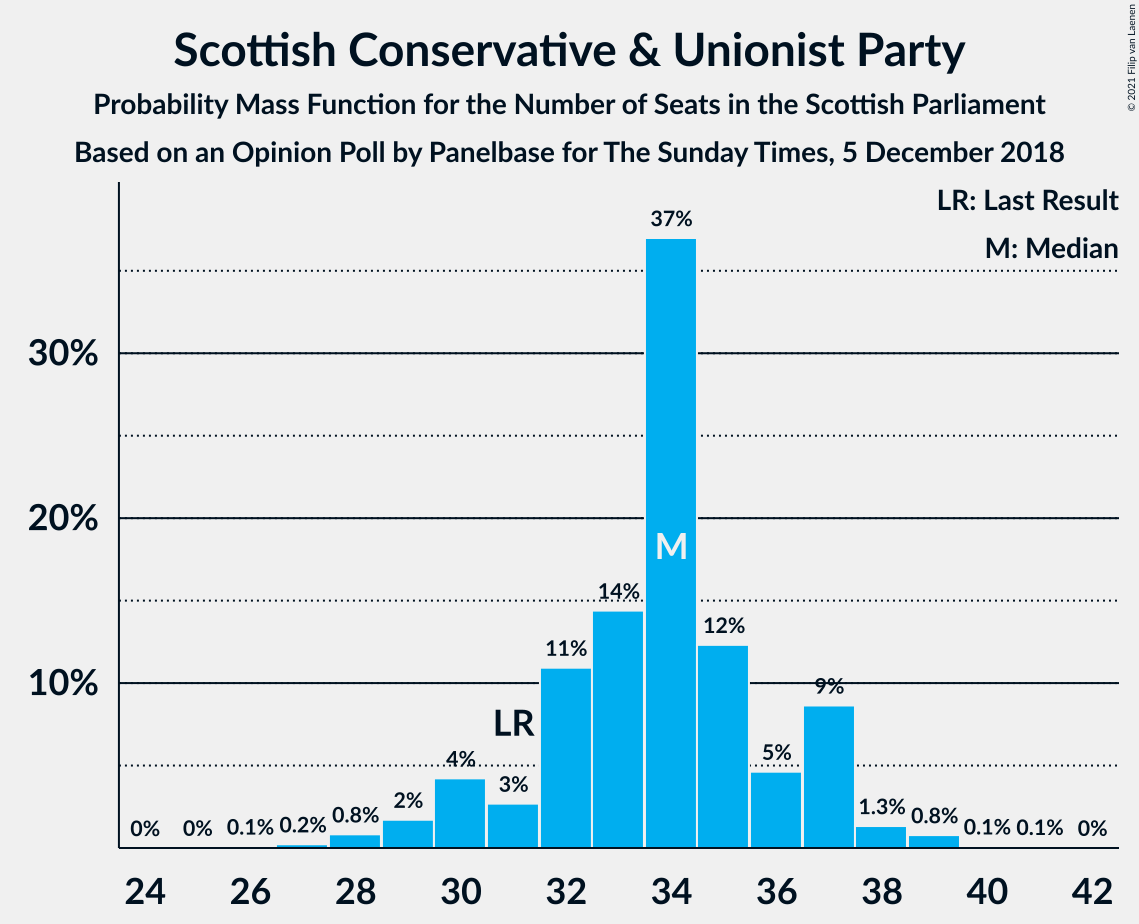 Scottish Conservative & Unionist Party
Probability Mass Function for the Number of Seats in the Scottish Parliament
Based on an Opinion Poll by Panelbase for The Sunday Times, 5 December 2018
© 2021 Filip van Laenen
LR: Last Result
M: Median
37%
30%
20%
M
14%
12%
11%
10%
9%
LR
4%
3%
5%
0% 0% 0.1% 0.2% 0.8% 2% 1.3% 0.8% 0.1% 0.1% 0%
24 26 28 30 32 34 36 38 40 42